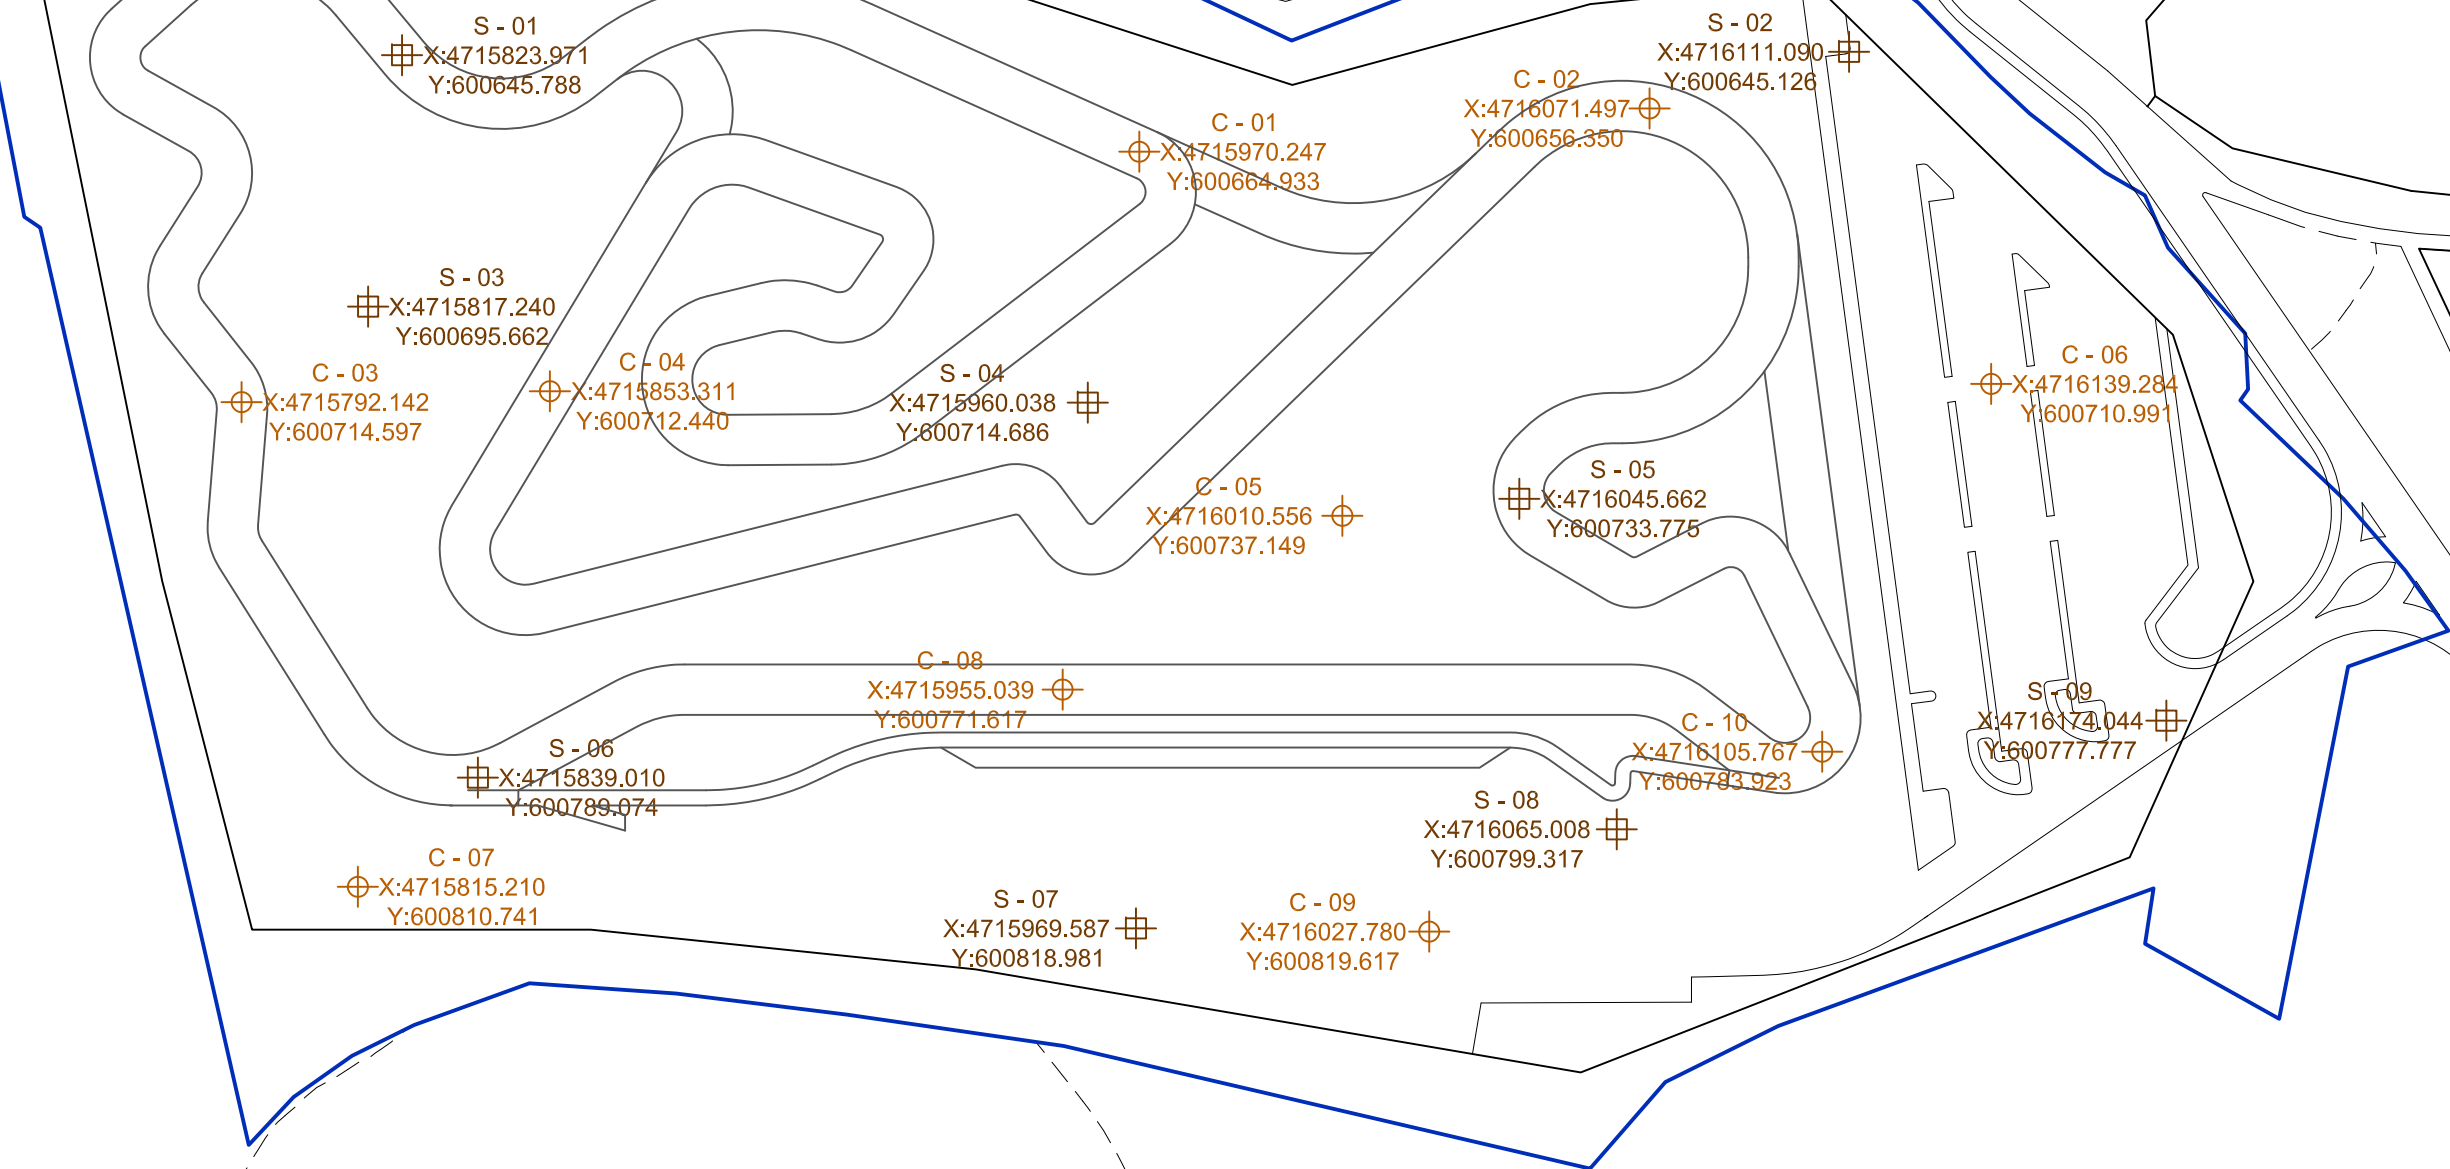 S - 01
X:4715823.971
Y:600645.788
S - 02
X:4716111.090
Y:600645.126
C - 02
X:4716071.497
Y:600656.350
C - 01
X:4715970.247
Y:600664.933
S - 03
X:4715817.240
Y:600695.662
C - 03
X:4715792.142
Y:600714.597
C - 04
X:4715853.311
Y:600712.440
S - 04
X:4715960.038
Y:600714.686
C - 06
X:4716139.284
Y:600710.991
C - 05
X:4716010.556
Y:600737.149
S - 05
X:4716045.662
Y:600733.775
C - 08
X:4715955.039
Y:600771.617
S - 09
X:4716174.044
Y:600777.777
C - 10
X:4716105.767
Y:600783.923
S - 06
X:4715839.010
Y:600789.074
S - 08
X:4716065.008
Y:600799.317
C - 07
X:4715815.210
Y:600810.741
S - 07
X:4715969.587
Y:600818.981
C - 09
X:4716027.780
Y:600819.617